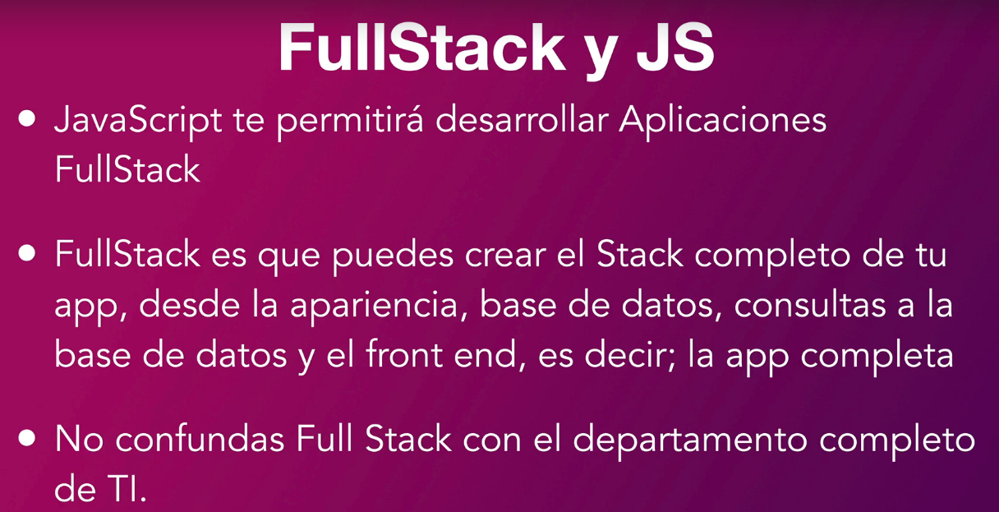 FullStack y JS
• JavaScript te permitirá desarrollar Aplicaciones
FullStack
• FullStack es que puedes crear el Stack completo de tu
app, desde la apariencia, base de datos, consultas a la
base de datos y el front end, es decir; la app completa
• No confundas Full Stack con el departamento completo
de TI.